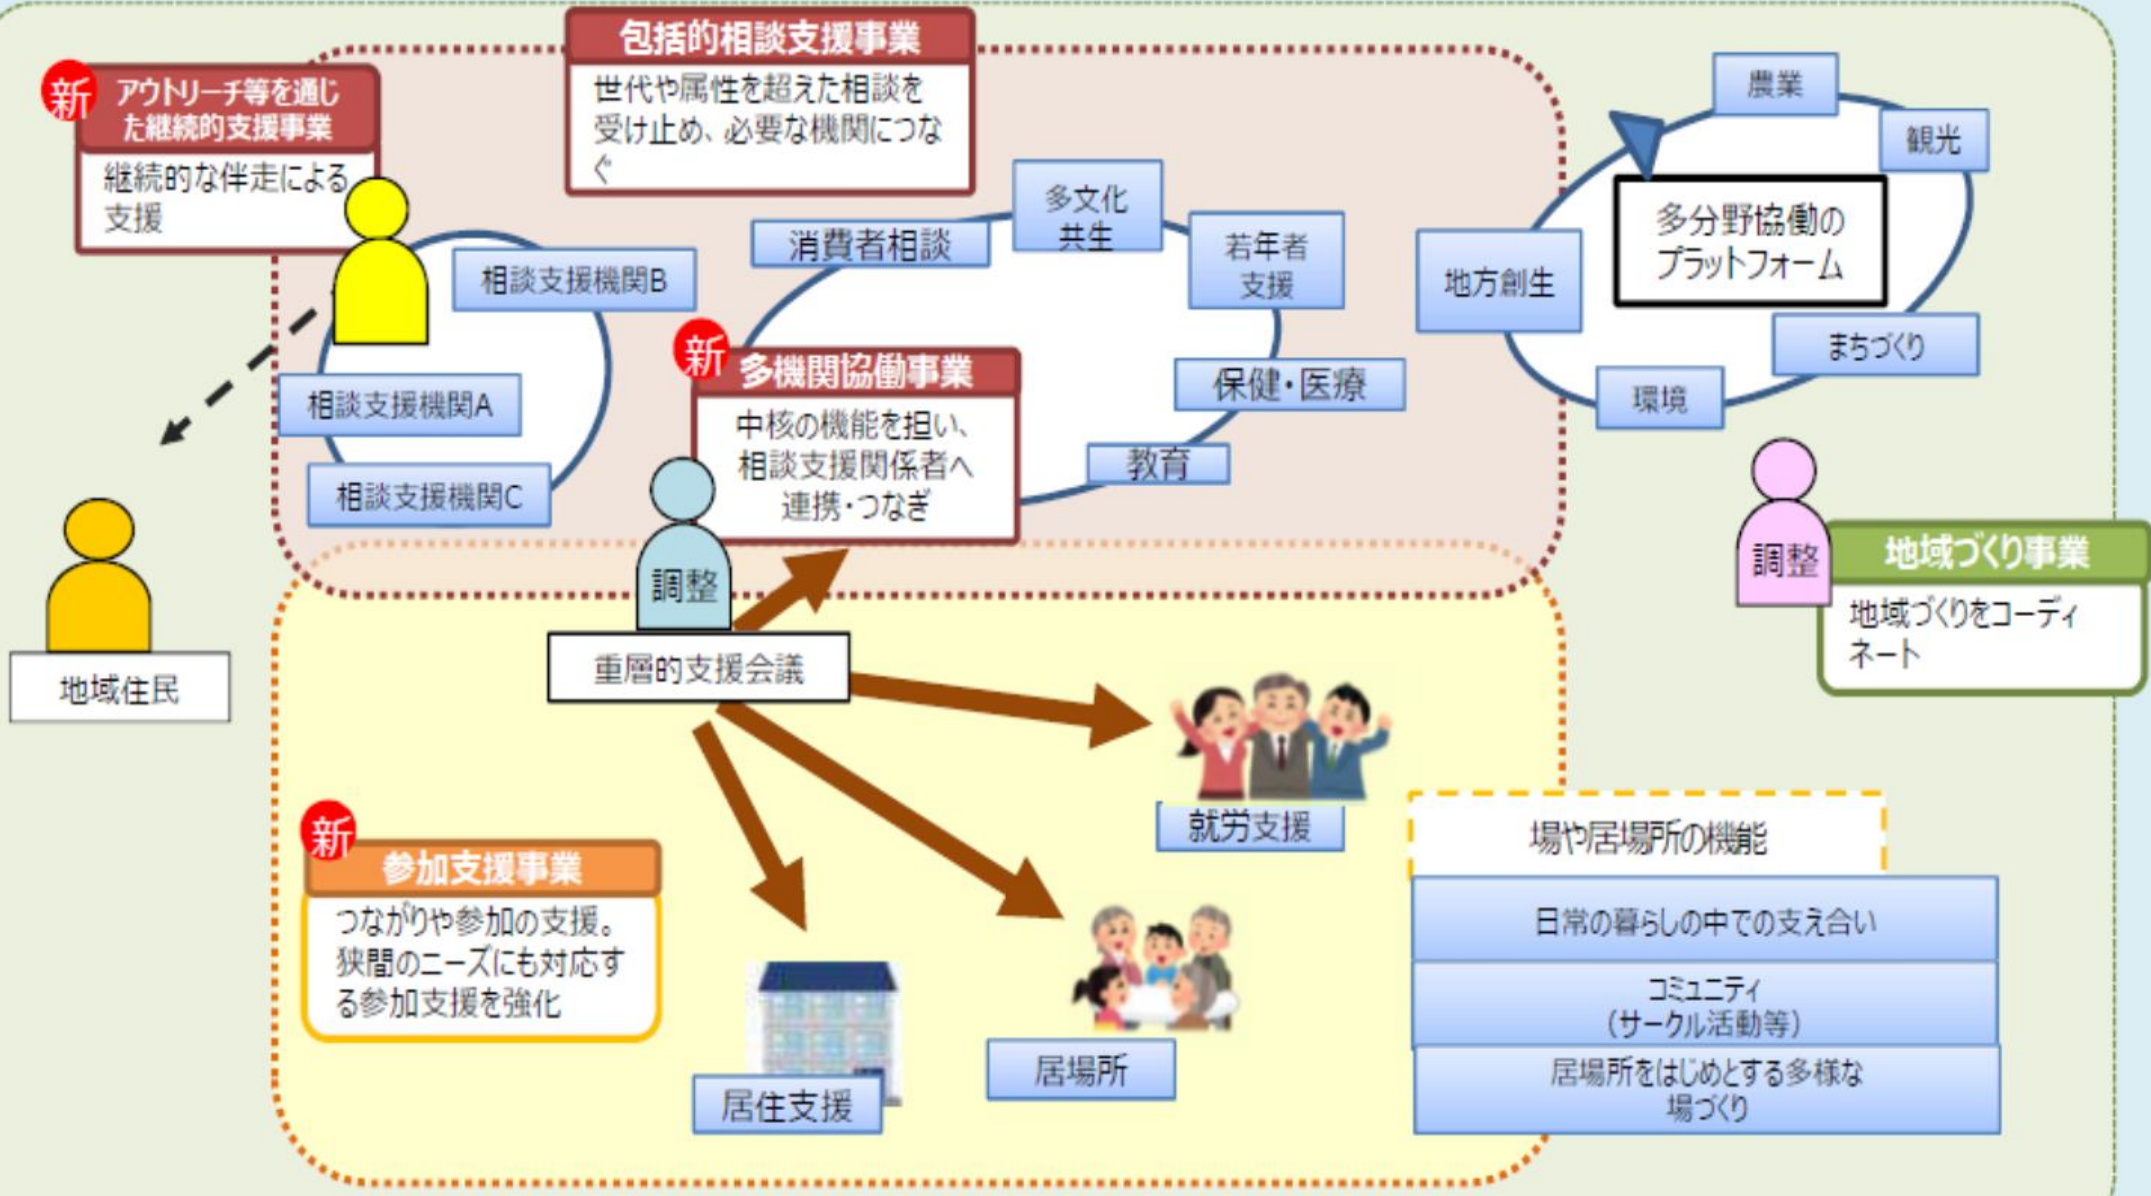 包括的相談支援事業
世代や属性を超えた相談を
受け止め、必要な機関につな
ぐ
新
アウトリーチ等を通じ
た継続的支援事業
継続的な伴走による
支援
相談支援機関B
相談支援機関A
相談支援機関C
消費者相談
多文化
共生
若年者
支援
保健・医療
教育
新
多機関協働事業
中核の機能を担い、
相談支援関係者へ
連携・つなぎ
農業
観光
多分野協働の
プラットフォーム
地方創生
まちづくり
環境
調整
地域づくり事業
地域づくりをコーディ
ネート
調整
重層的支援会議
地域住民
新
参加支援事業
つながりや参加の支援。
狭間のニーズにも対応す
る参加支援を強化
就労支援
居場所
居住支援
場や居場所の機能
日常の暮らしの中での支え合い
コミュニティ
（サークル活動等）
居場所をはじめとする多様な
場づくり